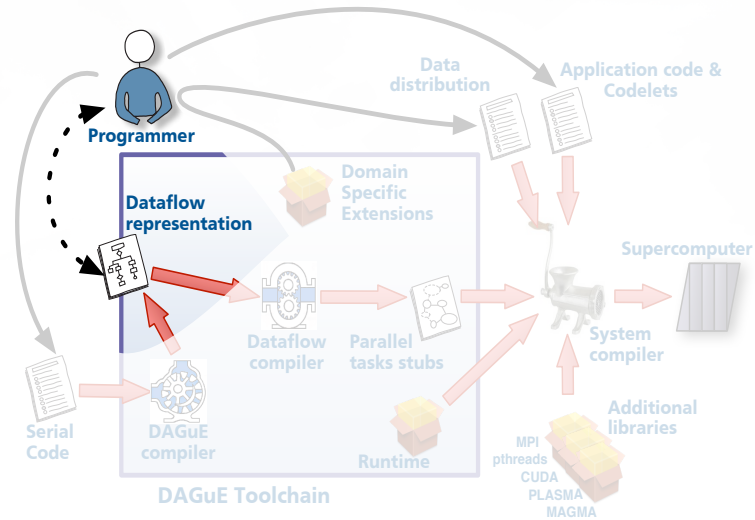 Data
distribution
Application code &
Codelets
Programmer
Domain
Specific
Extensions
Dataflow
representation
Supercomputer
Dataflow
compiler
Parallel
tasks stubs
System
compiler
Serial
Code
DAGuE
compiler
Runtime
Additional
libraries
MPI
pthreads
CUDA
PLASMA
MAGMA
DAGuE Toolchain